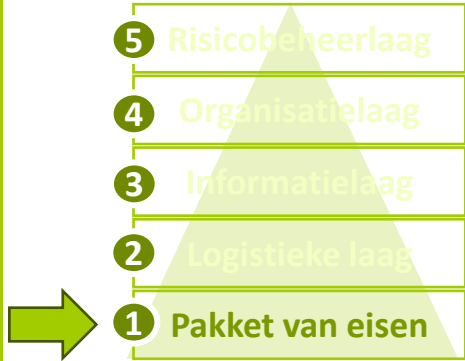 5 Risicobeheerlaag
4 Organisatielaag
3 Informatielaag
2 Logistieke laag
1 Pakket van eisen